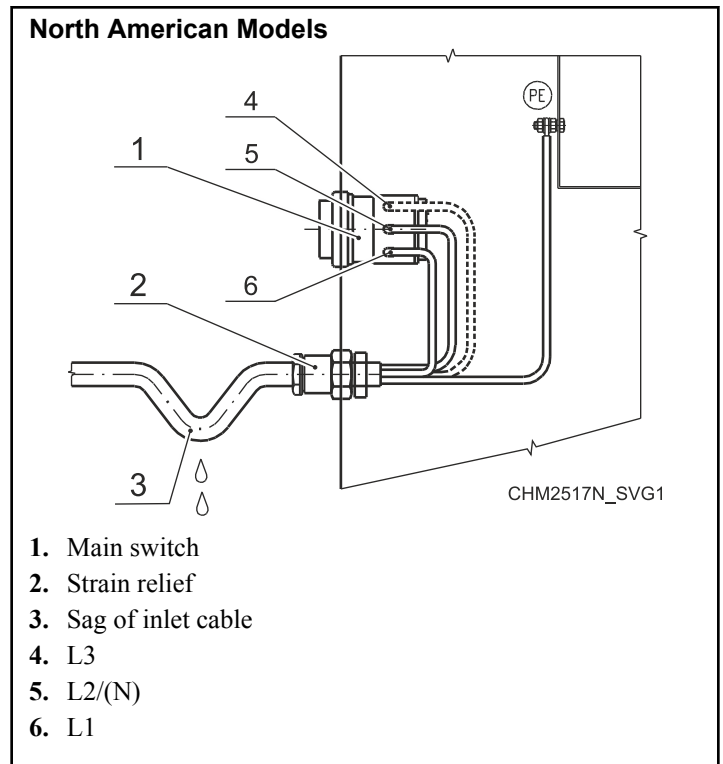 North American Models
PE
4
1
5
2
6
3
CHM2517N_SVG1
1. Main switch
2. Strain relief
3. Sag of inlet cable
4. L3
5. L2/(N)
6. L1